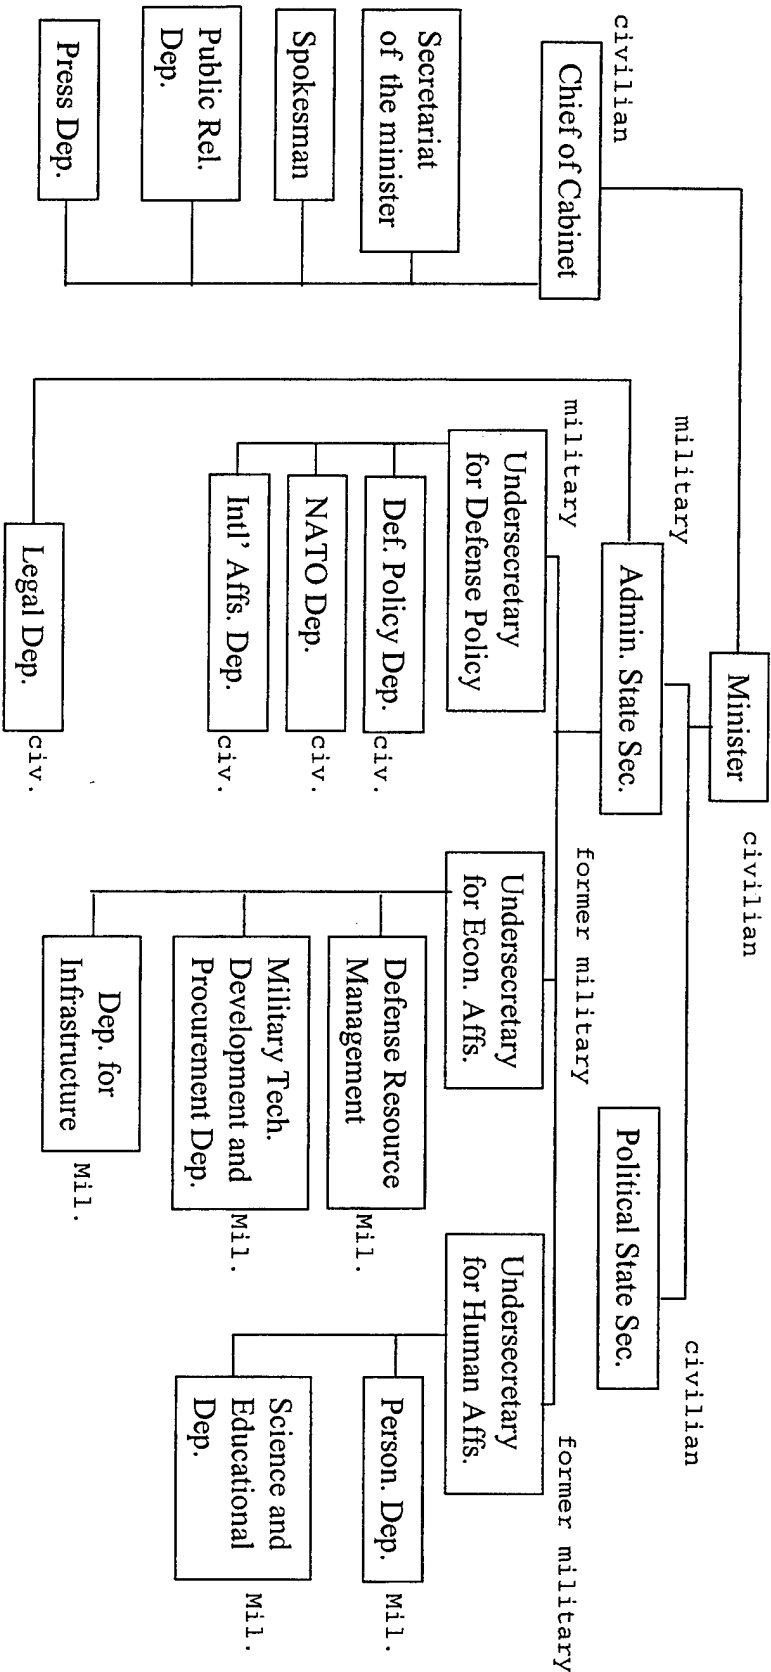 civilian
Minister
civilian
Chief of Cabinet
Secretariat
of the minister
Spokesman
Public Rel.
Dep.
Press Dep.
military
Admin. State Sec.
civilian
Political State Sec.
military
Undersecretary
for Defense Policy
Def. Policy Dep.
civ.
NATO Dep.
civ.
Intl' Affs. Dep.
civ.
Legal Dep.
civ.
former military
Undersecretary
for Econ. Affs.
Defense Resource
Management
Mil.
Military Tech.
Development and
Procurement Dep.
Mil.
Dep. for
Infrastructure
Mil.
former military
Undersecretary
for Human Affs.
Person. Dep.
Mil.
Science and
Educational
Dep.
Mil.